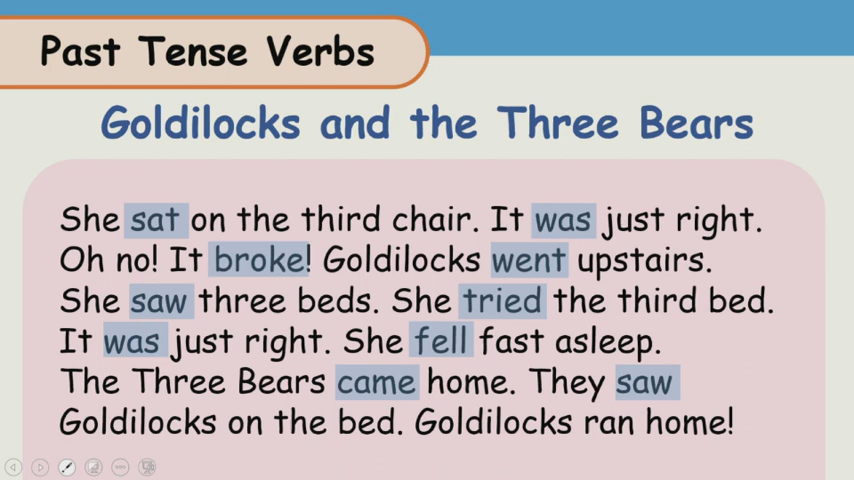 Past Tense Verbs
Goldilocks and the Three Bears
She sat on the third chair. It was just right.
Oh no! It broke! Goldilocks went upstairs.
She saw three beds. She tried the third bed.
It was just right. She fell fast asleep.
The Three Bears came home. They saw
Goldilocks on the bed. Goldilocks ran home!